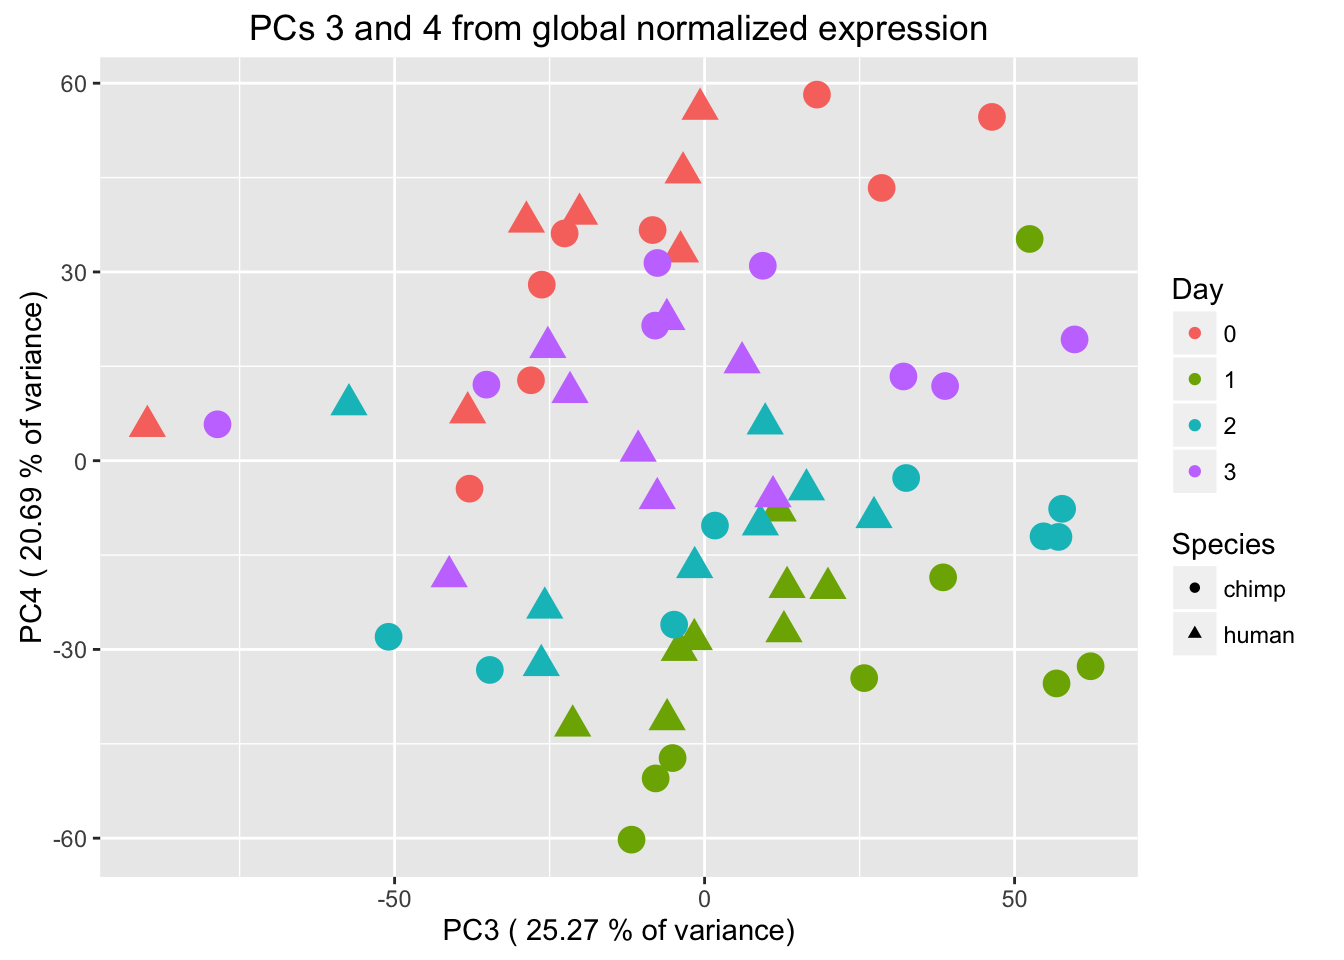 PCs 3 and 4 from global normalized expression
60
30
0
-30
-60
PC4 ( 20.69 % of variance)
-50
0
50
PC3 ( 25.27 % of variance)
Day
0
1
2
3
Species
chimp
human